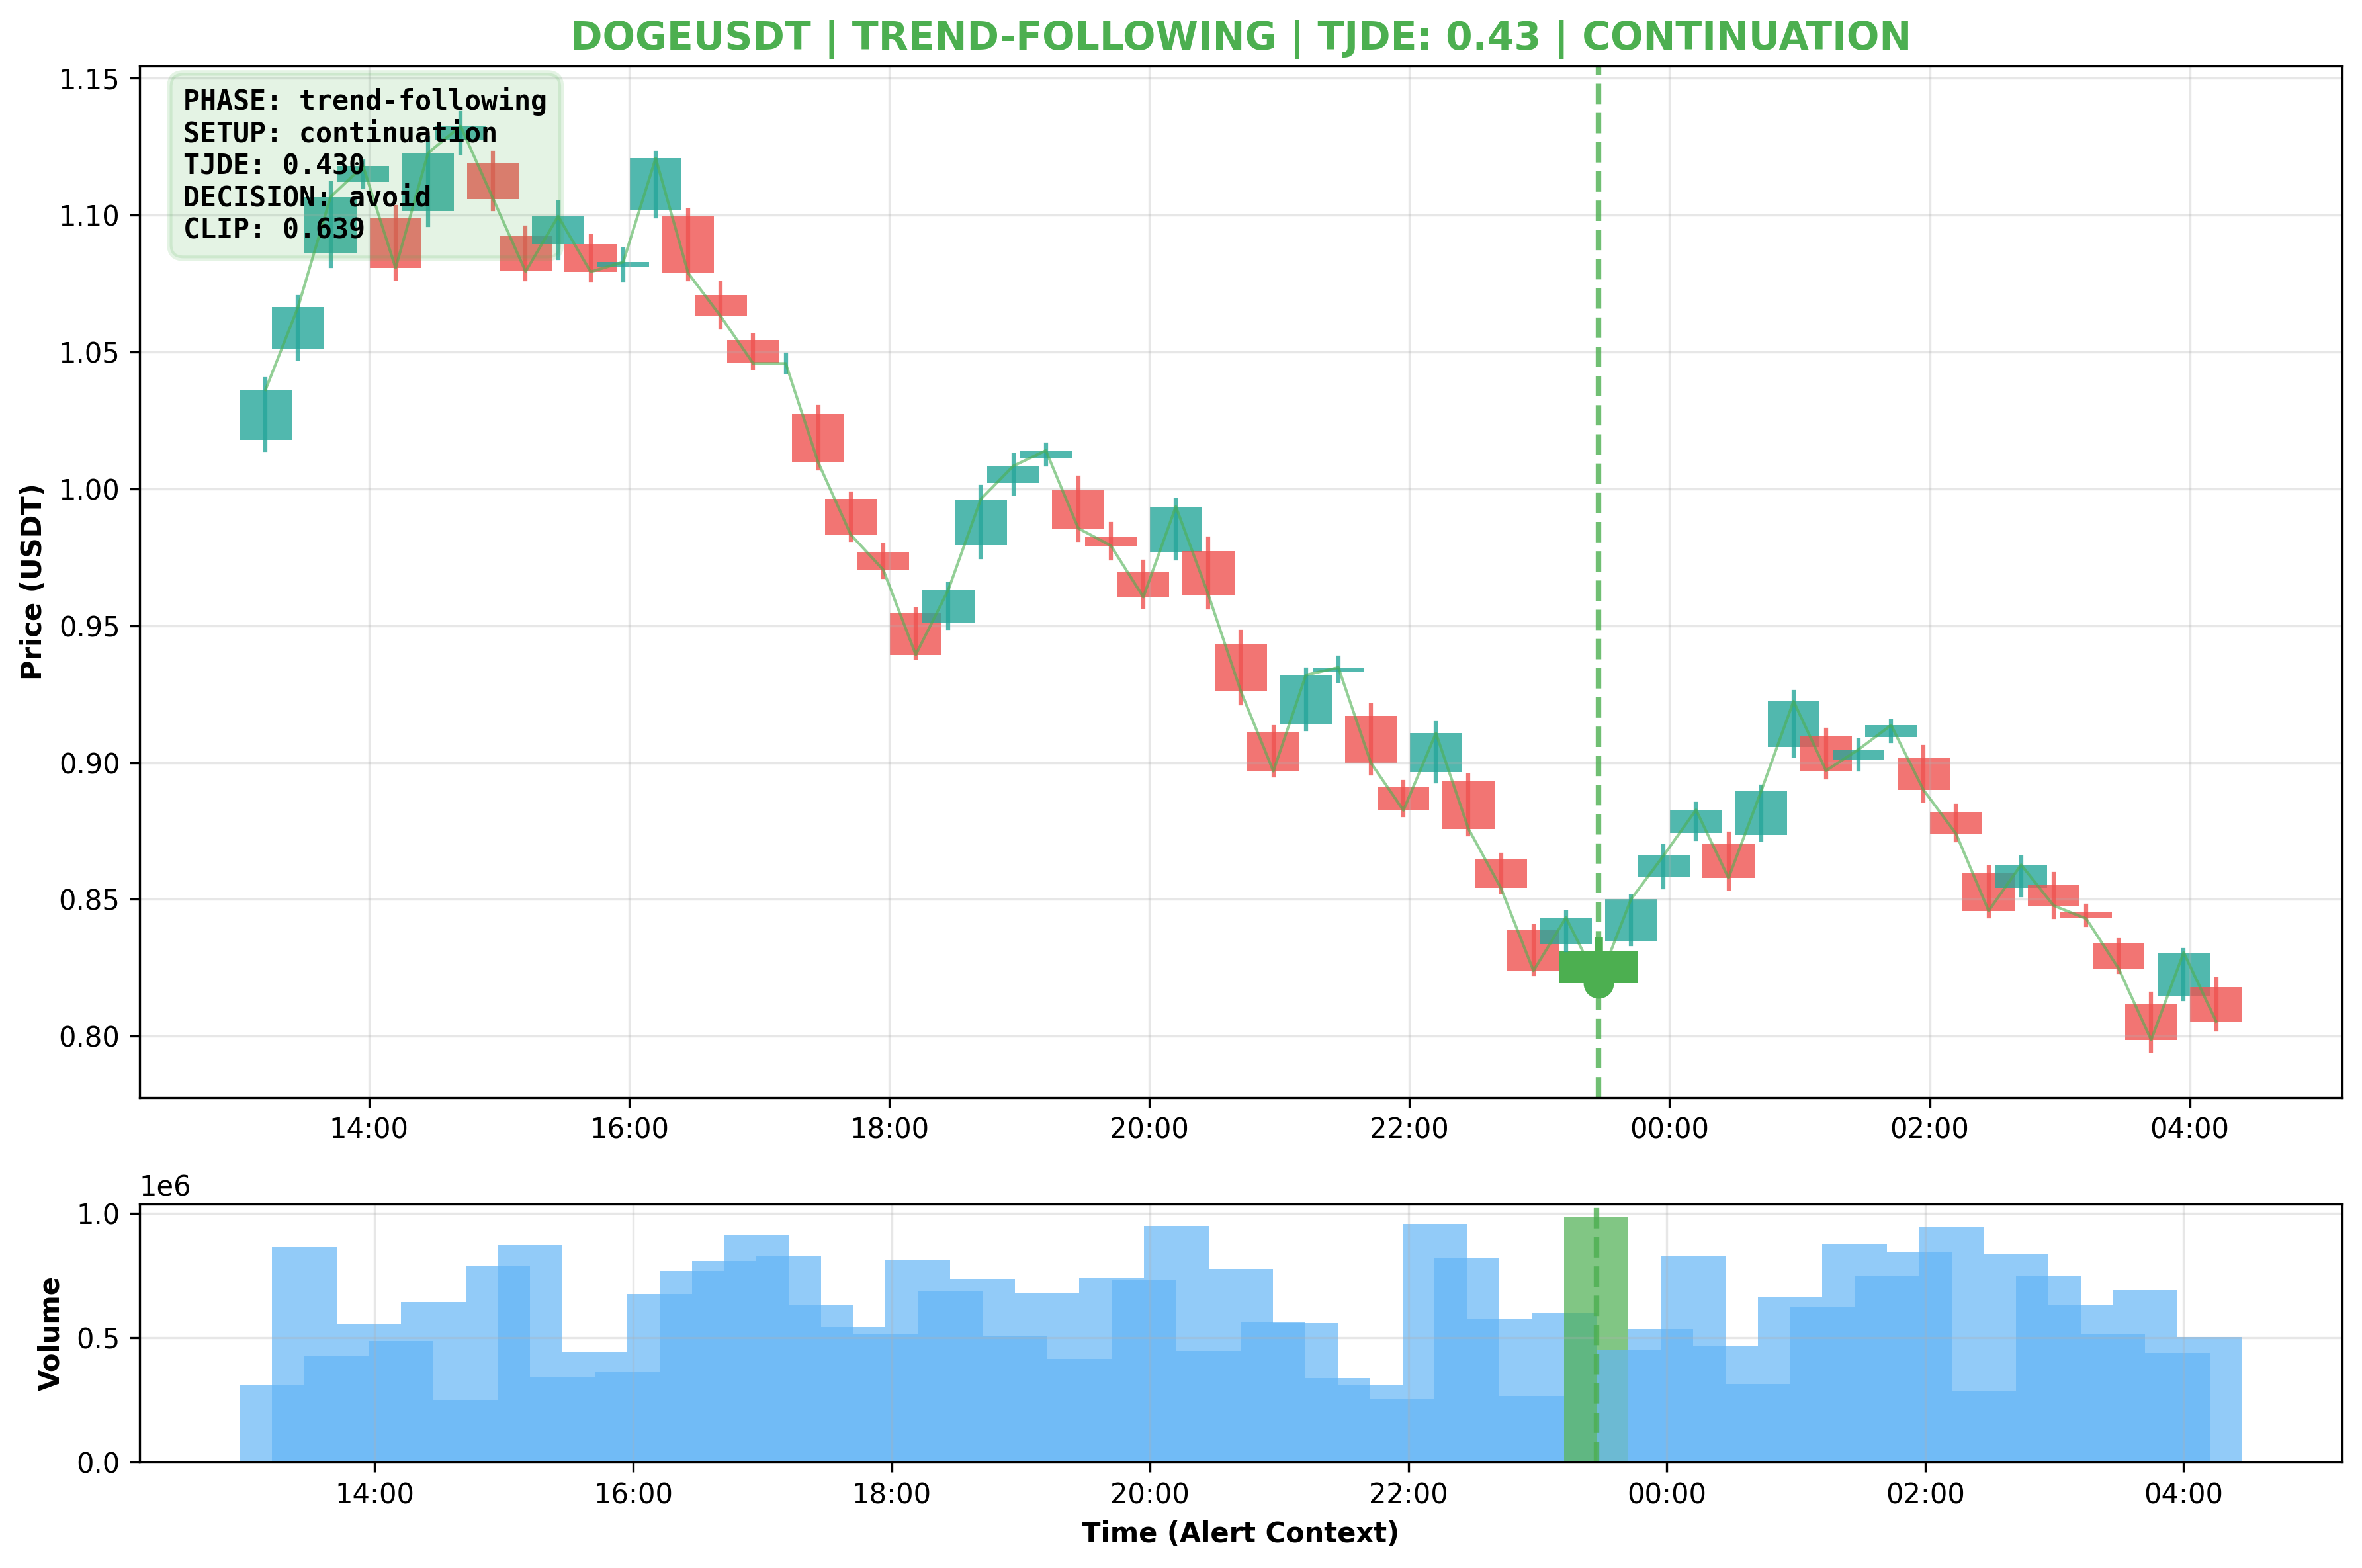 DOGEUSDT | TREND-FOLLOWING | TJDE: 0.43 | CONTINUATION
PHASE: trend-following
SETUP: continuation
TJDE: 0.430
DECISION: avoid
CLIP: 0.639
Price (USDT)
1.15
1.10
1.05
1.00
0.95
0.90
0.85
0.80
14:00 16:00 18:00 20:00 22:00 00:00 02:00 04:00
1e6
Volume
1.0
0.5
0.0
14:00 16:00 18:00 20:00 22:00 00:00 02:00 04:00
Time (Alert Context)